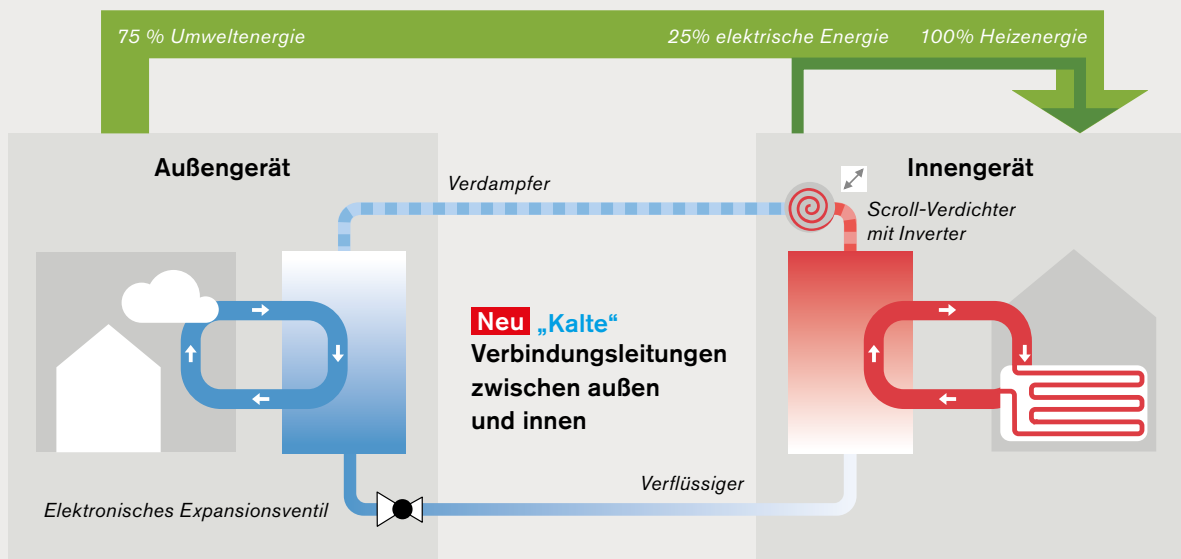 75 % Umweltenergie
25% elektrische Energie
100% Heizenergie
Außengerät
Innengerät
Verdampfer
Scroll-Verdichter
mit Inverter
Neu „Kalte“
Verbindungsleitungen
zwischen außen
und innen
Verflüssiger
Elektronisches Expansionsventil